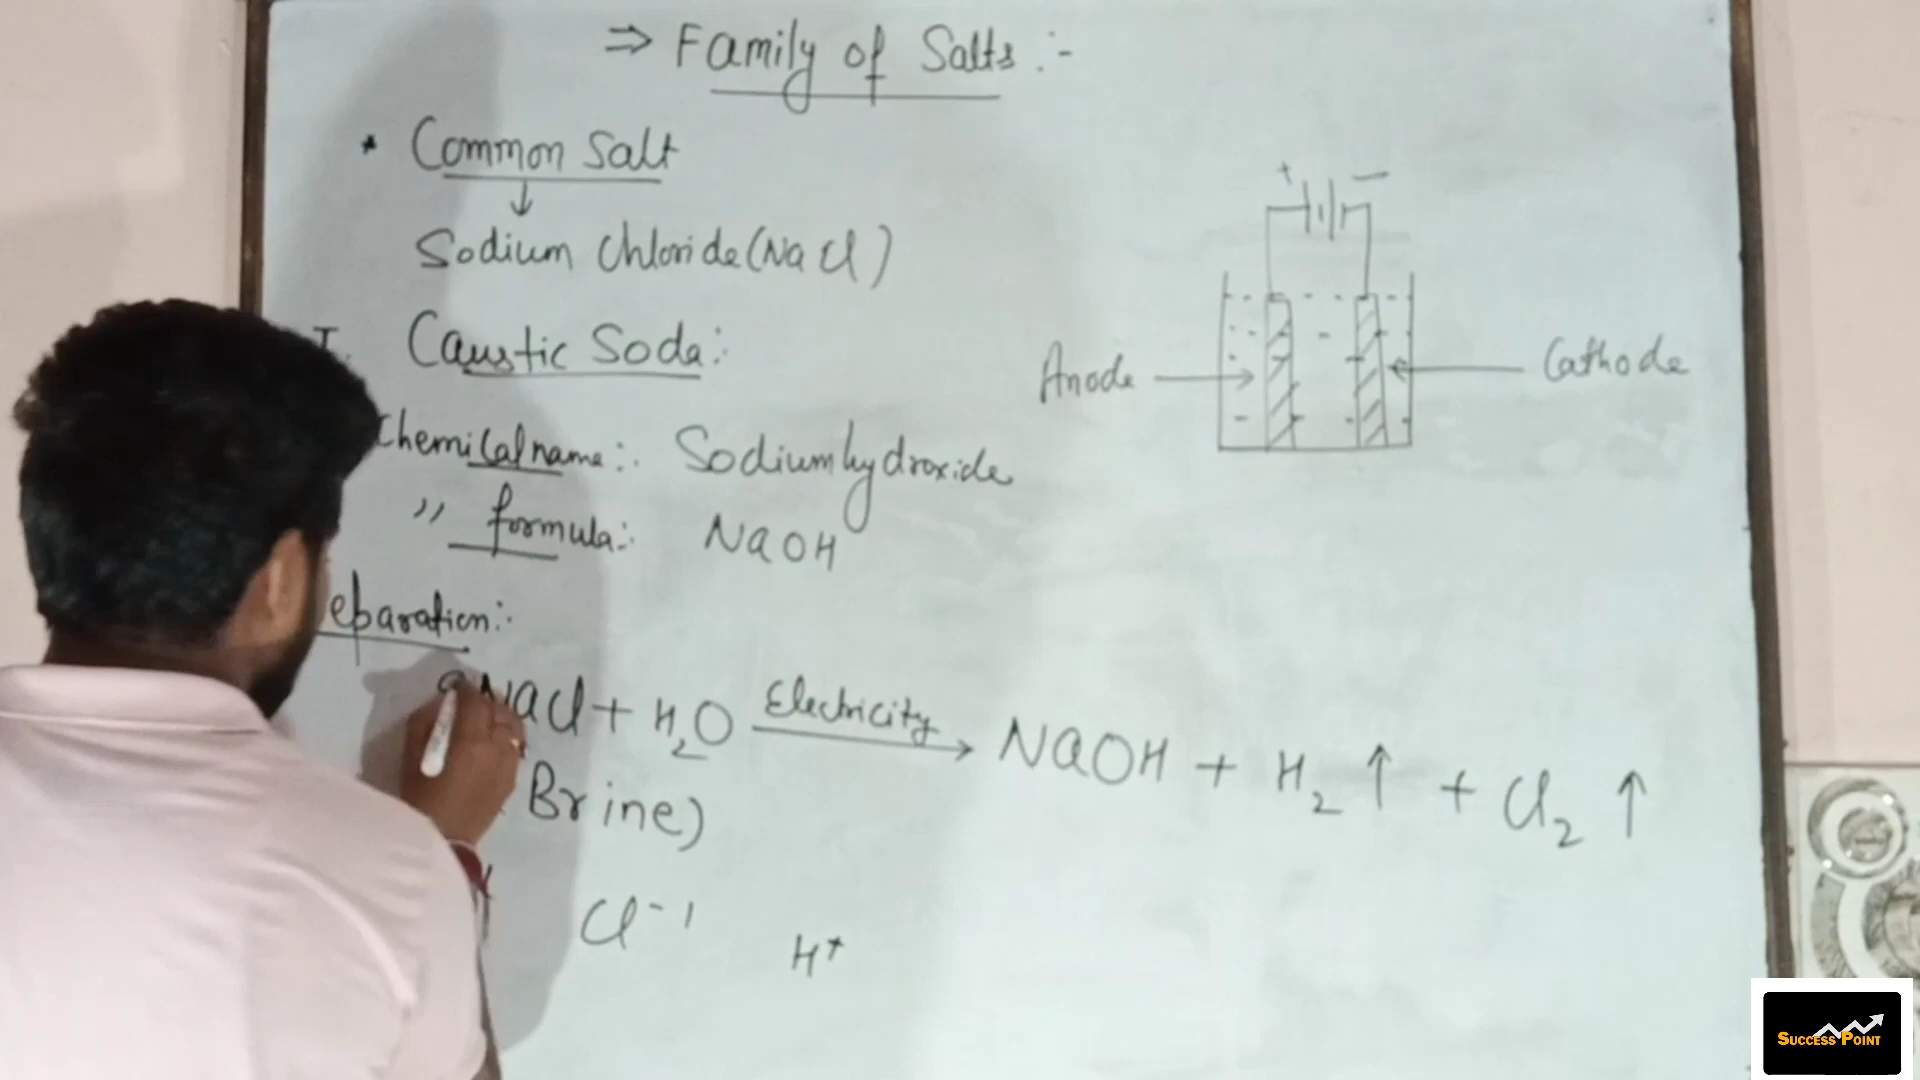 ⇒ Family of Salts :-
* Common Salt
↓
Sodium Chloride (NaCl)
I. Caustic Soda :
Chemical name :. Sodium hydroxide
〃 formula :. NaOH
eparation :-
NaCl + H₂O Electricity → NaOH + H₂ ↑ + Cl₂ ↑
Brine)
Cl⁻¹
H⁺
+ −
Anode →
← Cathode
SUCCESS POINT